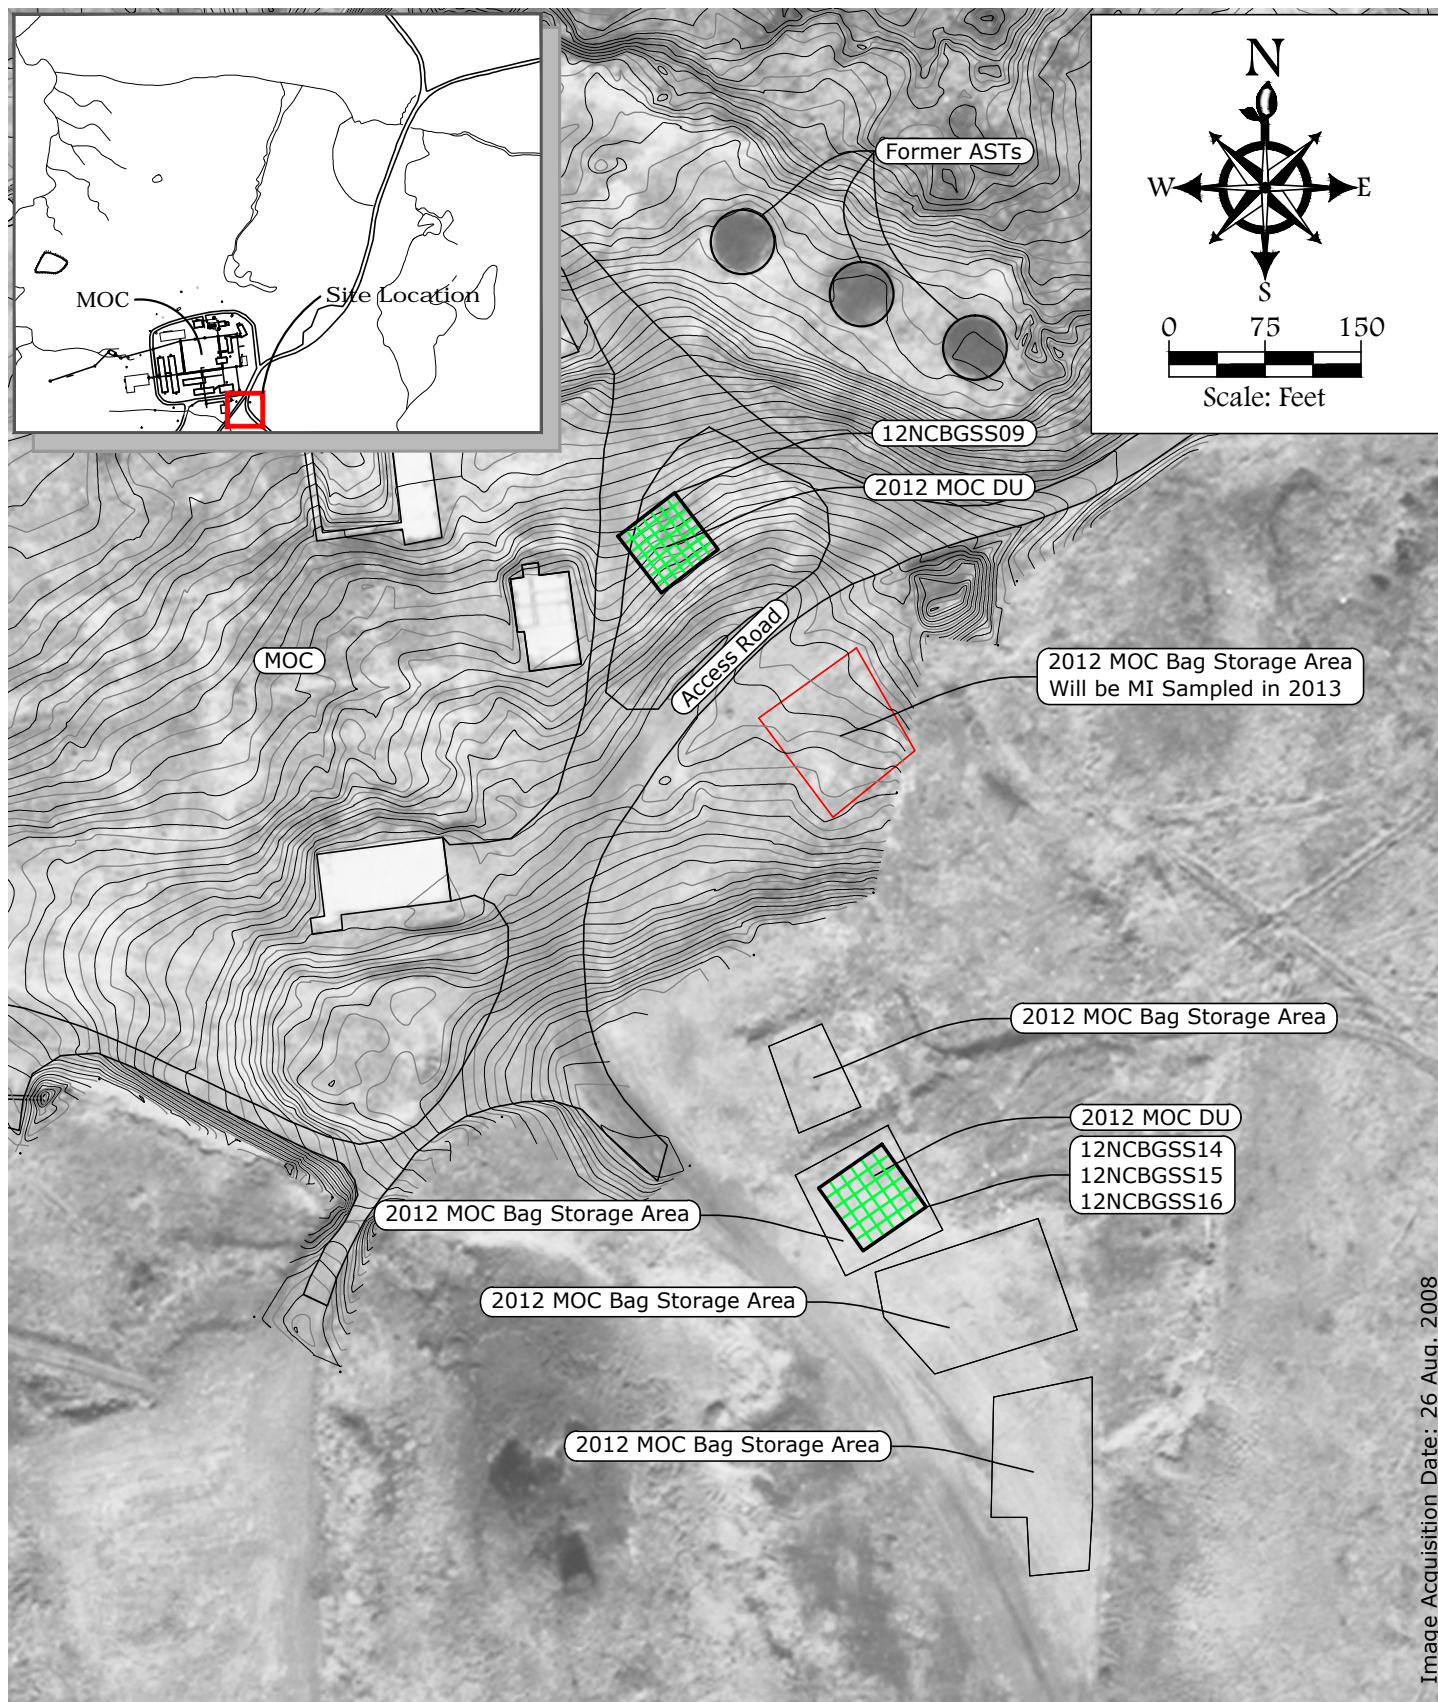 MOC
Site Location
N
W
E
S
0 75 150
Scale: Feet
Former ASTs
12NCBGSS09
2012 MOC DU
Access Road
MOC
2012 MOC Bag Storage Area
Will be MI Sampled in 2013
2012 MOC Bag Storage Area
2012 MOC DU
12NCBGSS14
12NCBGSS15
12NCBGSS16
2012 MOC Bag Storage Area
2012 MOC Bag Storage Area
2012 MOC Bag Storage Area
Image Acquisition Date: 26 Aug. 2008